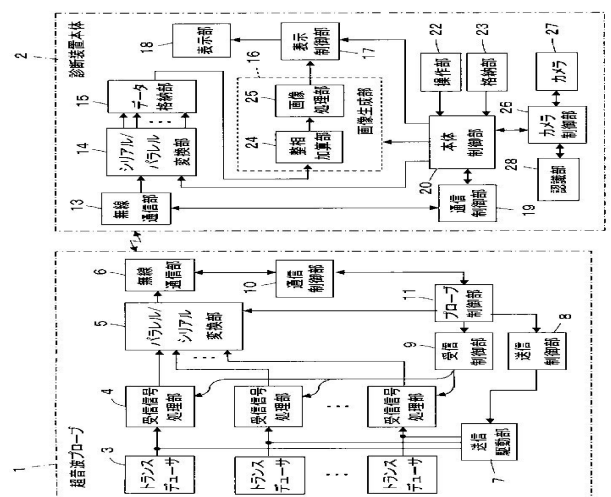 1
超音波プローブ
3
トランス
デューサ
トランス
デューサ
トランス
デューサ
4
受信信号
処理部
受信信号
処理部
受信信号
処理部
5
パラレル/
シリアル
変換部
6
無線
通信部
10
通信
制御部
11
プローブ
制御部
9
受信
制御部
送信
制御部
8
送信
駆動部
7
2
診断装置本体
13
無線
通信部
14
シリアル/
パラレル
変換部
15
データ
格納部
18
表示部
16
24
整相
加算部
25
画像
処理部
画像生成部
表示
制御部
17
22
操作部
23
格納部
本体
制御部
20
通信
制御部
19
26
カメラ
制御部
カメラ
27
28
認識部